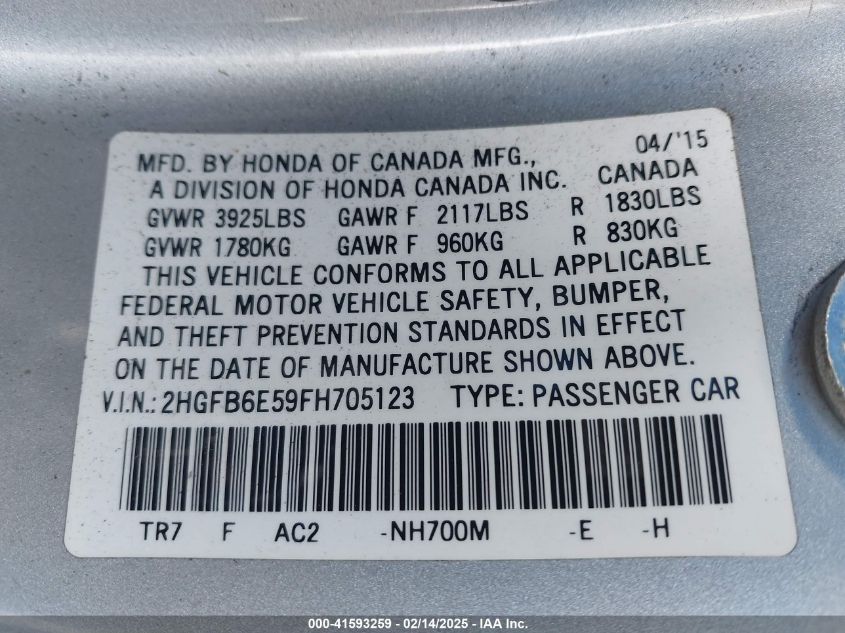 04/'15
MFD. BY HONDA OF CANADA MFG.,
A DIVISION OF HONDA CANADA INC. CANADA
GVWR 3925LBS GAWR F 2117LBS R 1830LBS
GVWR 1780KG GAWR F 960KG R 830KG
THIS VEHICLE CONFORMS TO ALL APPLICABLE
FEDERAL MOTOR VEHICLE SAFETY, BUMPER,
AND THEFT PREVENTION STANDARDS IN EFFECT
ON THE DATE OF MANUFACTURE SHOWN ABOVE.
V.I.N.: 2HGFB6E59FH705123 TYPE: PASSENGER CAR
TR7 F AC2 -NH700M -E -H
000-41593259 - 02/14/2025 - IAA Inc.